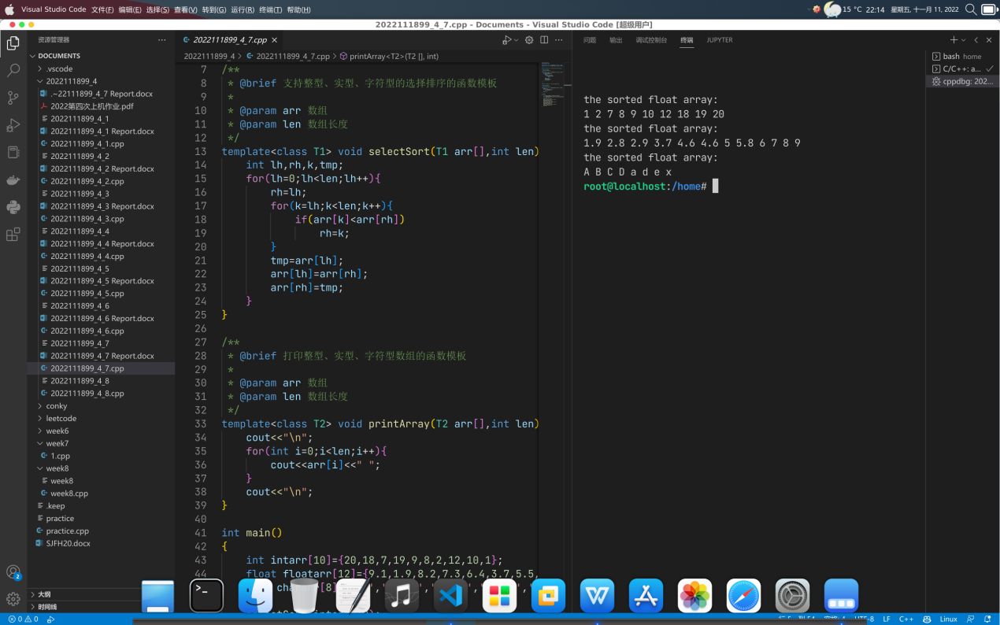 Visual Studio Code 文件(F) 编辑(E) 选择(S) 查看(V) 转到(G) 运行(R) 终端(T) 帮助(H)
15 °C 22:14 星期五, 十一月 11, 2022
2022111899_4_7.cpp - Documents - Visual Studio Code [超级用户]
资源管理器
DOCUMENTS
.vscode
2022111899_4
.~22111899_4_7 Report.docx
2022第四次上机作业.pdf
2022111899_4_1
2022111899_4_1 Report.docx
2022111899_4_1.cpp
2022111899_4_2
2022111899_4_2 Report.docx
2022111899_4_2.cpp
2022111899_4_3
2022111899_4_3 Report.docx
2022111899_4_3.cpp
2022111899_4_4
2022111899_4_4 Report.docx
2022111899_4_4.cpp
2022111899_4_5
2022111899_4_5 Report.docx
2022111899_4_5.cpp
2022111899_4_6
2022111899_4_6 Report.docx
2022111899_4_6.cpp
2022111899_4_7
2022111899_4_7 Report.docx
2022111899_4_7.cpp
2022111899_4_8
2022111899_4_8.cpp
conky
leetcode
week6
week7
1.cpp
week8
week8
week8.cpp
.keep
practice
practice.cpp
SJFH20.docx
大纲
时间线
2022111899_4_7.cpp
2022111899_4 > 2022111899_4_7.cpp > printArray<T2>(T2 [], int)
7 /**
8 * @brief 支持整型、实型、字符型的选择排序的函数模板
9 *
10 * @param arr 数组
11 * @param len 数组长度
12 */
13 template<class T1> void selectSort(T1 arr[],int len)
14 int lh,rh,k,tmp;
15 for(lh=0;lh<len;lh++){
16 rh=lh;
17 for(k=lh;k<len;k++){
18 if(arr[k]<arr[rh])
19 rh=k;
20 }
21 tmp=arr[lh];
22 arr[lh]=arr[rh];
23 arr[rh]=tmp;
24 }
25 }
26
27 /**
28 * @brief 打印整型、实型、字符型数组的函数模板
29 *
30 * @param arr 数组
31 * @param len 数组长度
32 */
33 template<class T2> void printArray(T2 arr[],int len)
34 cout<<"\n";
35 for(int i=0;i<len;i++){
36 cout<<arr[i]<<" ";
37 }
38 cout<<"\n";
39 }
40
41 int main()
42 {
43 int intarr[10]={20,18,7,19,9,8,2,12,10,1};
44 float floatarr[12]={9.1,1.9,8.2,7.3,6.4,3.7,5.5,
问题 输出 调试控制台 终端 JUPYTER
the sorted float array:
1 2 7 8 9 10 12 18 19 20
the sorted float array:
1.9 2.8 2.9 3.7 4.6 4.6 5 5.8 6 7 8 9
the sorted float array:
A B C D a d e x
root@localhost:/home#
bash home
C/C++: a...
cppdbg: 202...
0 0
LF C++ Linux